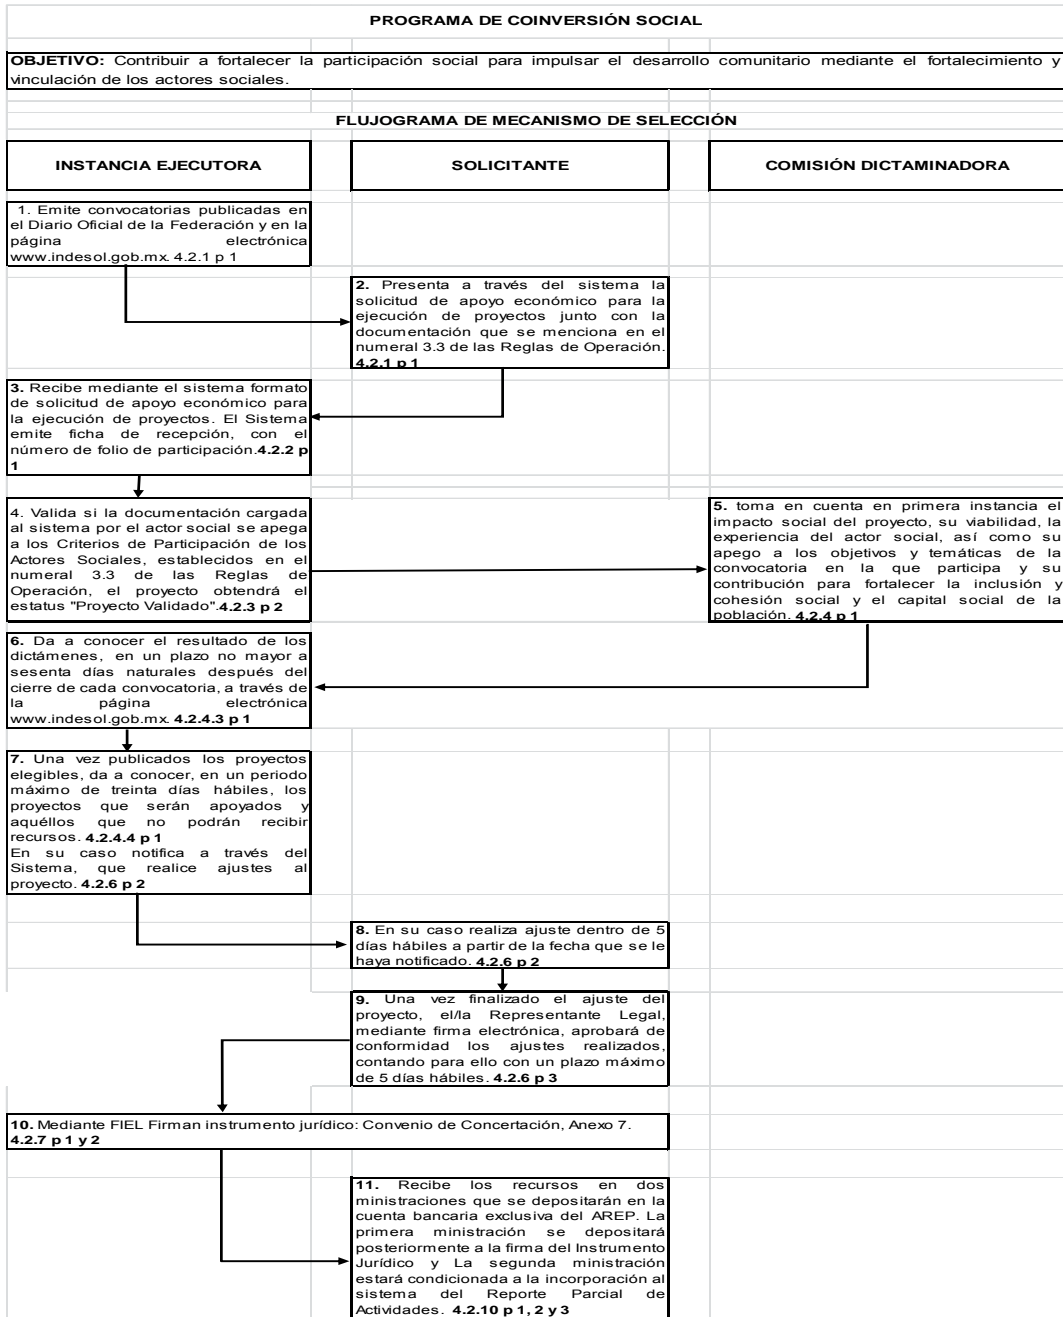 PROGRAMA DE COINVERSIÓN SOCIAL
OBJETIVO: Contribuir a fortalecer la participación social para impulsar el desarrollo comunitario mediante el fortalecimiento y
vinculación de los actores sociales.
FLUJOGRAMA DE MECANISMO DE SELECCIÓN
INSTANCIA EJECUTORA
SOLICITANTE
COMISIÓN DICTAMINADORA
1. Emite convocatorias publicadas en
el Diario Oficial de la Federación y en la
página electrónica
www.indesol.gob.mx. 4.2.1 p 1
2. Presenta a través del sistema la
solicitud de apoyo económico para la
ejecución de proyectos junto con la
documentación que se menciona en el
numeral 3.3 de las Reglas de Operación.
4.2.1 p 1
3. Recibe mediante el sistema formato
de solicitud de apoyo económico para
la ejecución de proyectos. El Sistema
emite ficha de recepción, con el
número de folio de participación.4.2.2 p
1
4. Valida si la documentación cargada
al sistema por el actor social se apega
a los Criterios de Participación de los
Actores Sociales, establecidos en el
numeral 3.3 de las Reglas de
Operación, el proyecto obtendrá el
estatus "Proyecto Validado".4.2.3 p 2
5. toma en cuenta en primera instancia el
impacto social del proyecto, su viabilidad, la
experiencia del actor social, así como su
apego a los objetivos y temáticas de la
convocatoria en la que participa y su
contribución para fortalecer la inclusión y
cohesión social y el capital social de la
población. 4.2.4 p 1
6. Da a conocer el resultado de los
dictámenes, en un plazo no mayor a
sesenta días naturales después del
cierre de cada convocatoria, a través de
la página electrónica
www.indesol.gob.mx. 4.2.4.3 p 1
7. Una vez publicados los proyectos
elegibles, da a conocer, en un periodo
máximo de treinta días hábiles, los
proyectos que serán apoyados y
aquéllos que no podrán recibir
recursos. 4.2.4.4 p 1
En su caso notifica a través del
Sistema, que realice ajustes al
proyecto. 4.2.6 p 2
8. En su caso realiza ajuste dentro de 5
días hábiles a partir de la fecha que se le
haya notificado. 4.2.6 p 2
9. Una vez finalizado el ajuste del
proyecto, el/la Representante Legal,
mediante firma electrónica, aprobará de
conformidad los ajustes realizados,
contando para ello con un plazo máximo
de 5 días hábiles. 4.2.6 p 3
10. Mediante FIEL Firman instrumento jurídico: Convenio de Concertación, Anexo 7.
4.2.7 p 1 y 2
11. Recibe los recursos en dos
ministraciones que se depositarán en la
cuenta bancaria exclusiva del AREP. La
primera ministración se depositará
posteriormente a la firma del Instrumento
Jurídico y La segunda ministración
estará condicionada a la incorporación al
sistema del Reporte Parcial de
Actividades. 4.2.10 p 1, 2 y 3